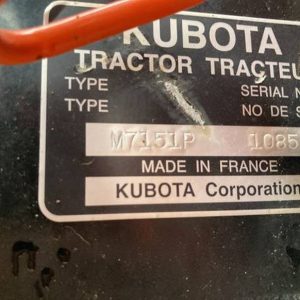 KUBOTA
TRACTOR TRACTEU
TYPE SERIAL N
TYPE NO DE S
M7151P 1085
MADE IN FRANCE
KUBOTA Corporation